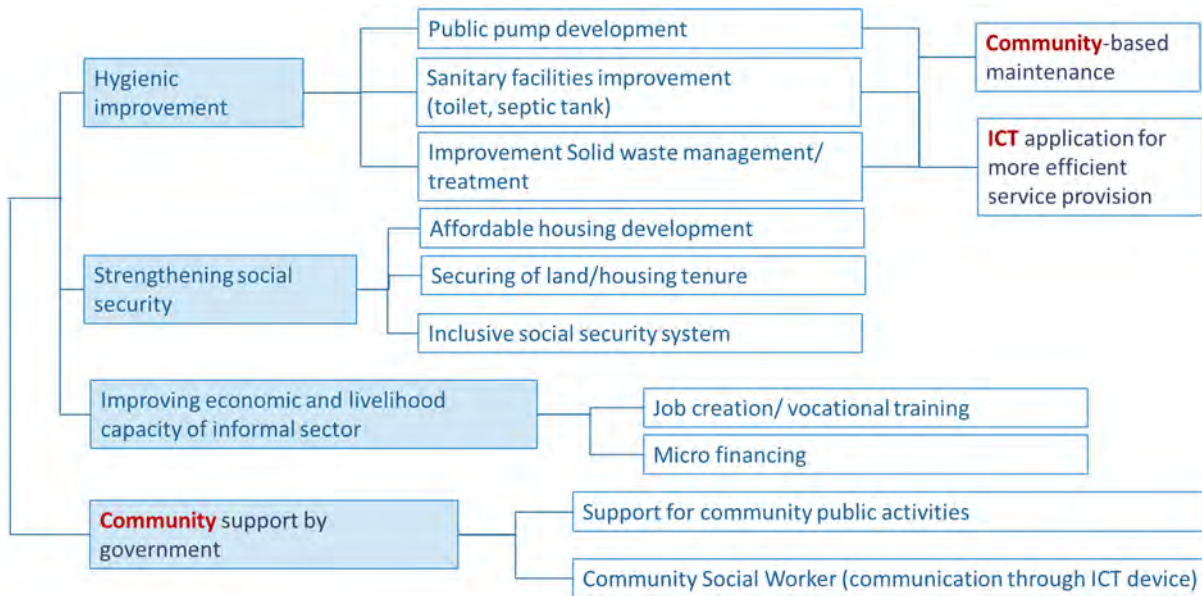 Public pump development
Community-based
maintenance
Hygienic
improvement
Sanitary facilities improvement
(toilet, septic tank)
ICT application for
more efficient
service provision
Improvement Solid waste management/
treatment
Affordable housing development
Strengthening social
security
Securing of land/housing tenure
Inclusive social security system
Improving economic and livelihood
capacity of informal sector
Job creation/ vocational training
Micro financing
Community support by
government
Support for community public activities
Community Social Worker (communication through ICT device)